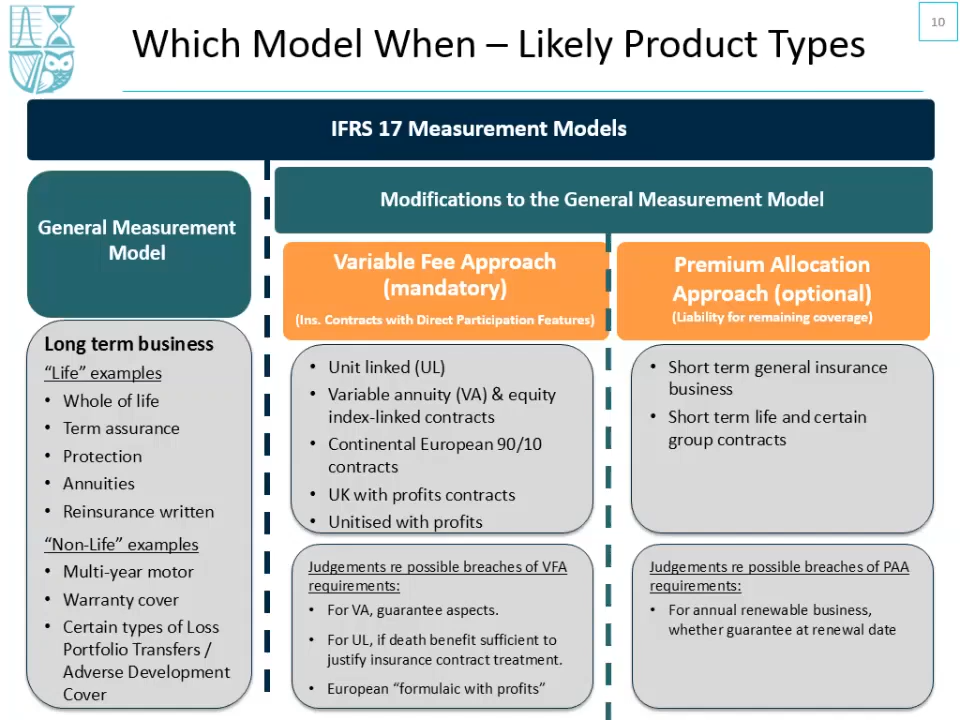 10
Which Model When – Likely Product Types
IFRS 17 Measurement Models
General Measurement
Model
Modifications to the General Measurement Model
Variable Fee Approach
(mandatory)
(Ins. Contracts with Direct Participation Features)
Premium Allocation
Approach (optional)
(Liability for remaining coverage)
Long term business
“Life” examples
• Whole of life
• Term assurance
• Protection
• Annuities
• Reinsurance written
“Non-Life” examples
• Multi-year motor
• Warranty cover
• Certain types of Loss
Portfolio Transfers /
Adverse Development
Cover
• Unit linked (UL)
• Variable annuity (VA) & equity
index-linked contracts
• Continental European 90/10
contracts
• UK with profits contracts
• Unitised with profits
• Short term general insurance
business
• Short term life and certain
group contracts
Judgements re possible breaches of VFA
requirements:
• For VA, guarantee aspects.
• For UL, if death benefit sufficient to
justify insurance contract treatment.
• European “formulaic with profits”
Judgements re possible breaches of PAA
requirements:
• For annual renewable business,
whether guarantee at renewal date